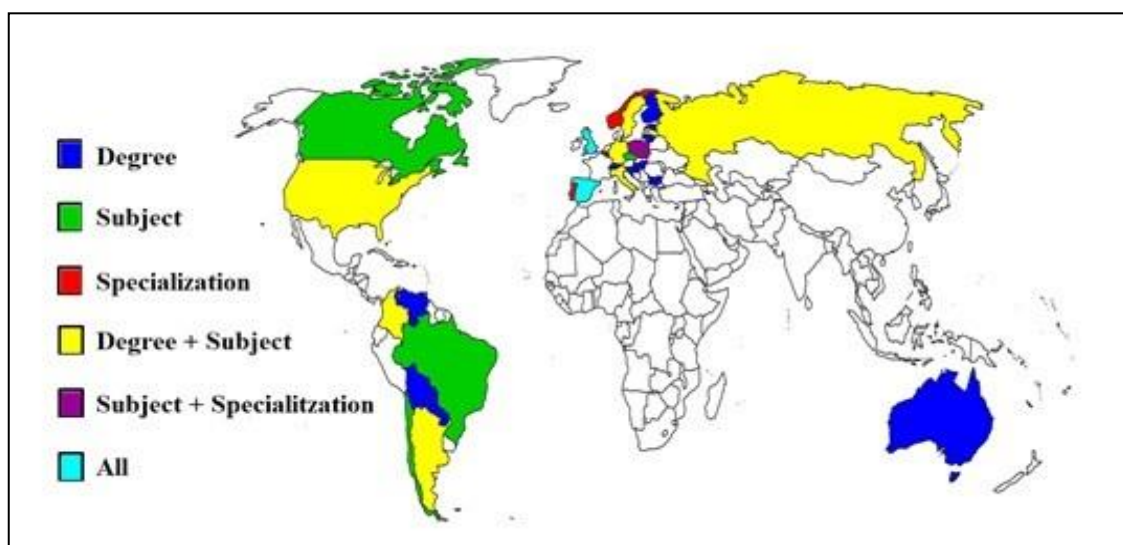 Degree
Subject
Specialization
Degree + Subject
Subject + Specialitzation
All